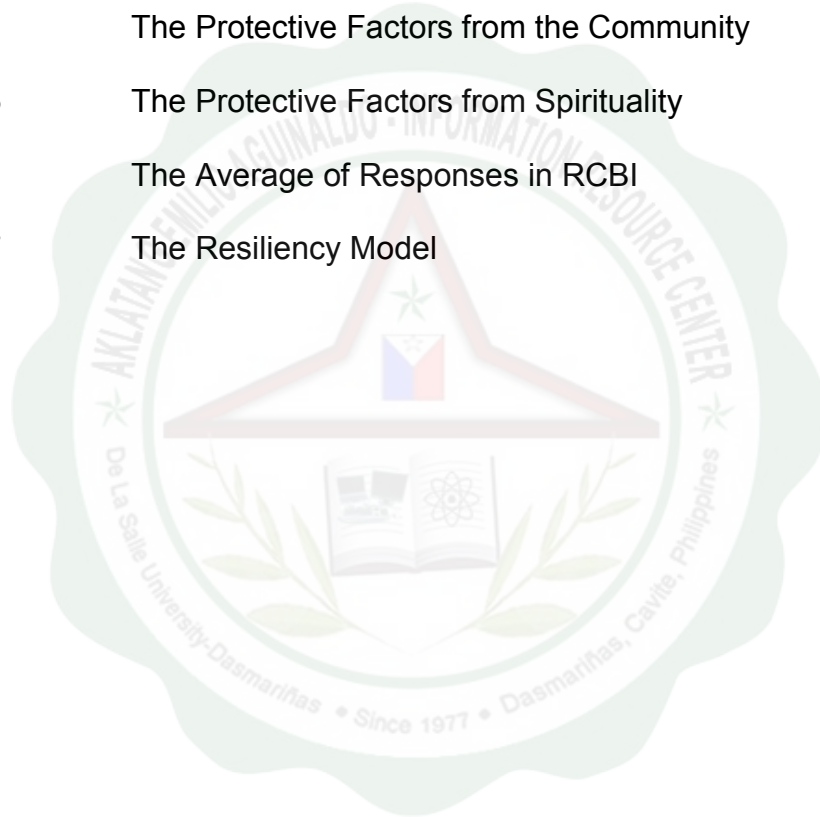 The Protective Factors from the Community
The Protective Factors from Spirituality
The Average of Responses in RCBI
The Resiliency Model
AKLATANG EMILIO AGUINALDO - INFORMATION RESOURCE CENTER
De La Salle University-Dasmariñas • Since 1977 • Dasmariñas, Cavite, Philippines